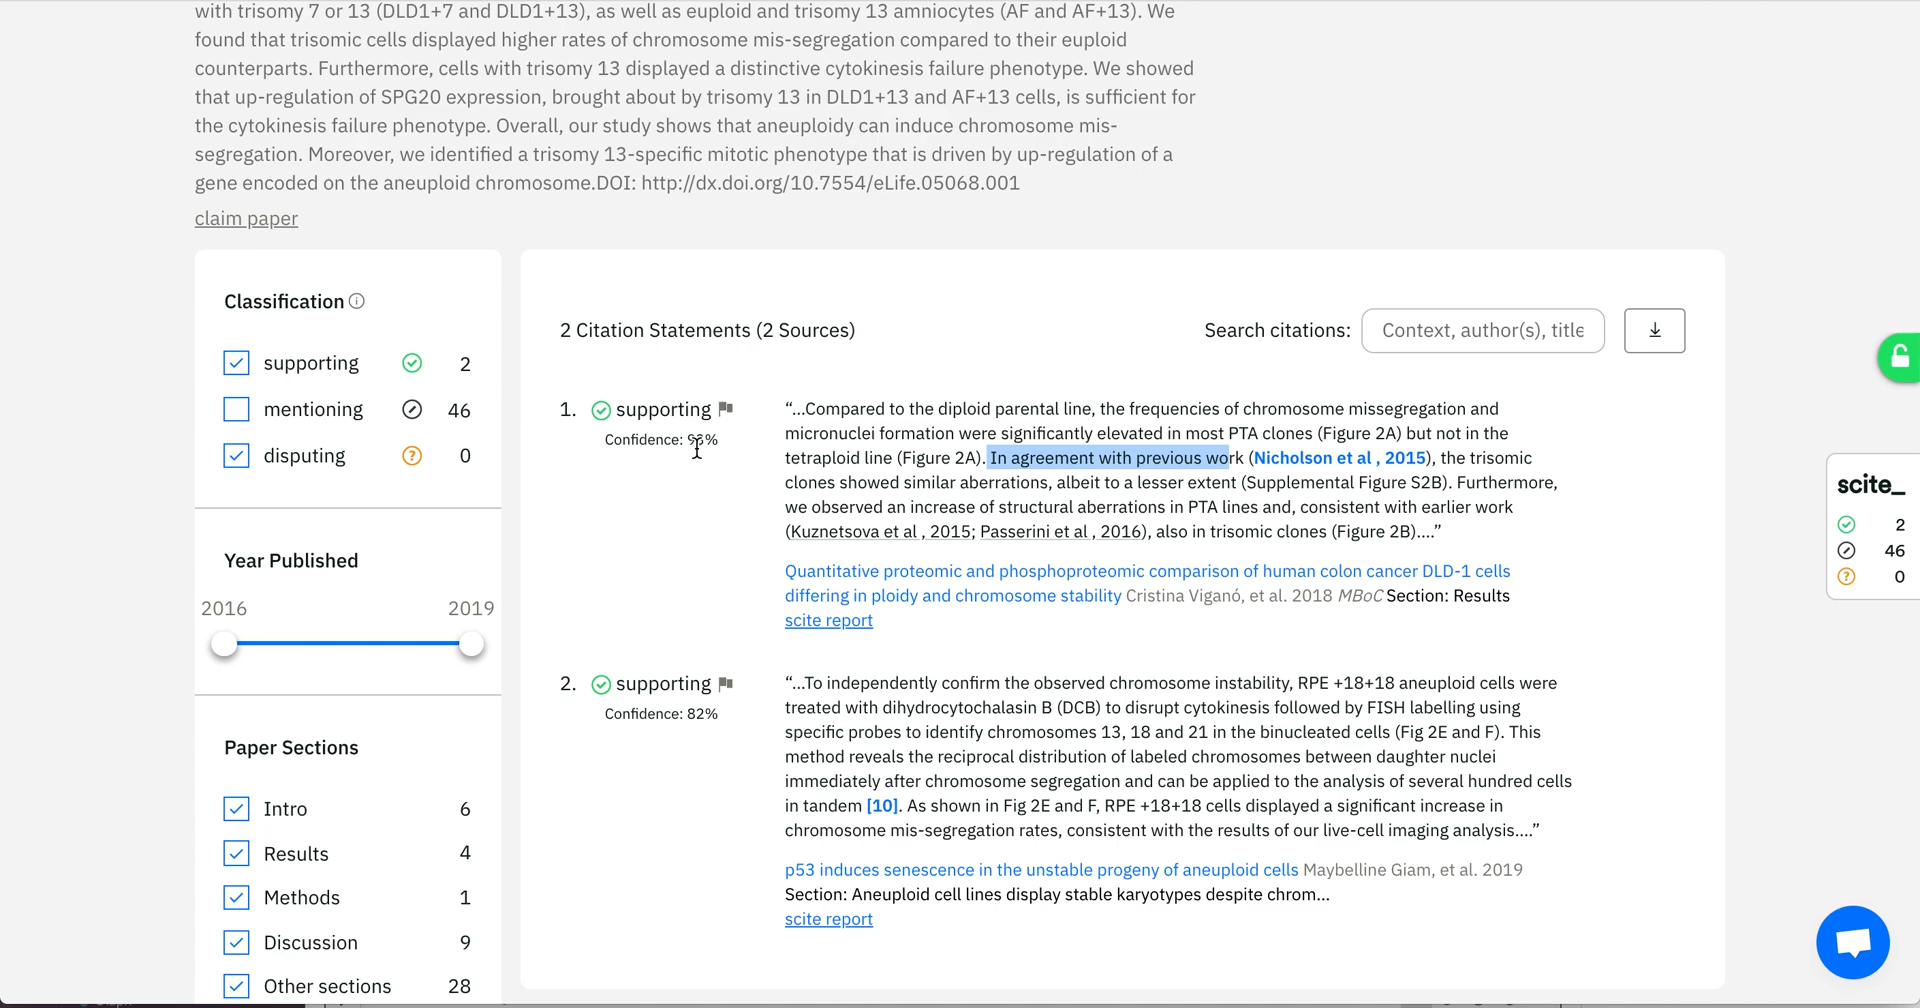 with trisomy 7 or 13 (DLD1+7 and DLD1+13), as well as euploid and trisomy 13 amniocytes (AF and AF+13). We
found that trisomic cells displayed higher rates of chromosome mis-segregation compared to their euploid
counterparts. Furthermore, cells with trisomy 13 displayed a distinctive cytokinesis failure phenotype. We showed
that up-regulation of SPG20 expression, brought about by trisomy 13 in DLD1+13 and AF+13 cells, is sufficient for
the cytokinesis failure phenotype. Overall, our study shows that aneuploidy can induce chromosome mis-
segregation. Moreover, we identified a trisomy 13-specific mitotic phenotype that is driven by up-regulation of a
gene encoded on the aneuploid chromosome.DOI: http://dx.doi.org/10.7554/eLife.05068.001
claim paper
Classification
supporting 2
mentioning 46
disputing ? 0
Year Published
2016 2019
Paper Sections
Intro 6
Results 4
Methods 1
Discussion 9
Other sections 28
2 Citation Statements (2 Sources)
Search citations: Context, author(s), title
1. supporting
Confidence:
“...Compared to the diploid parental line, the frequencies of chromosome missegregation and
micronuclei formation were significantly elevated in most PTA clones (Figure 2A) but not in the
tetraploid line (Figure 2A). In agreement with previous work (Nicholson et al , 2015), the trisomic
clones showed similar aberrations, albeit to a lesser extent (Supplemental Figure S2B). Furthermore,
we observed an increase of structural aberrations in PTA lines and, consistent with earlier work
(Kuznetsova et al , 2015; Passerini et al , 2016), also in trisomic clones (Figure 2B)....”
Quantitative proteomic and phosphoproteomic comparison of human colon cancer DLD-1 cells
differing in ploidy and chromosome stability Cristina Viganó, et al. 2018 MBoC Section: Results
scite report
2. supporting
Confidence: 82%
“...To independently confirm the observed chromosome instability, RPE +18+18 aneuploid cells were
treated with dihydrocytochalasin B (DCB) to disrupt cytokinesis followed by FISH labelling using
specific probes to identify chromosomes 13, 18 and 21 in the binucleated cells (Fig 2E and F). This
method reveals the reciprocal distribution of labeled chromosomes between daughter nuclei
immediately after chromosome segregation and can be applied to the analysis of several hundred cells
in tandem [10]. As shown in Fig 2E and F, RPE +18+18 cells displayed a significant increase in
chromosome mis-segregation rates, consistent with the results of our live-cell imaging analysis....”
p53 induces senescence in the unstable progeny of aneuploid cells Maybelline Giam, et al. 2019
Section: Aneuploid cell lines display stable karyotypes despite chrom...
scite report
scite_
2
46
? 0